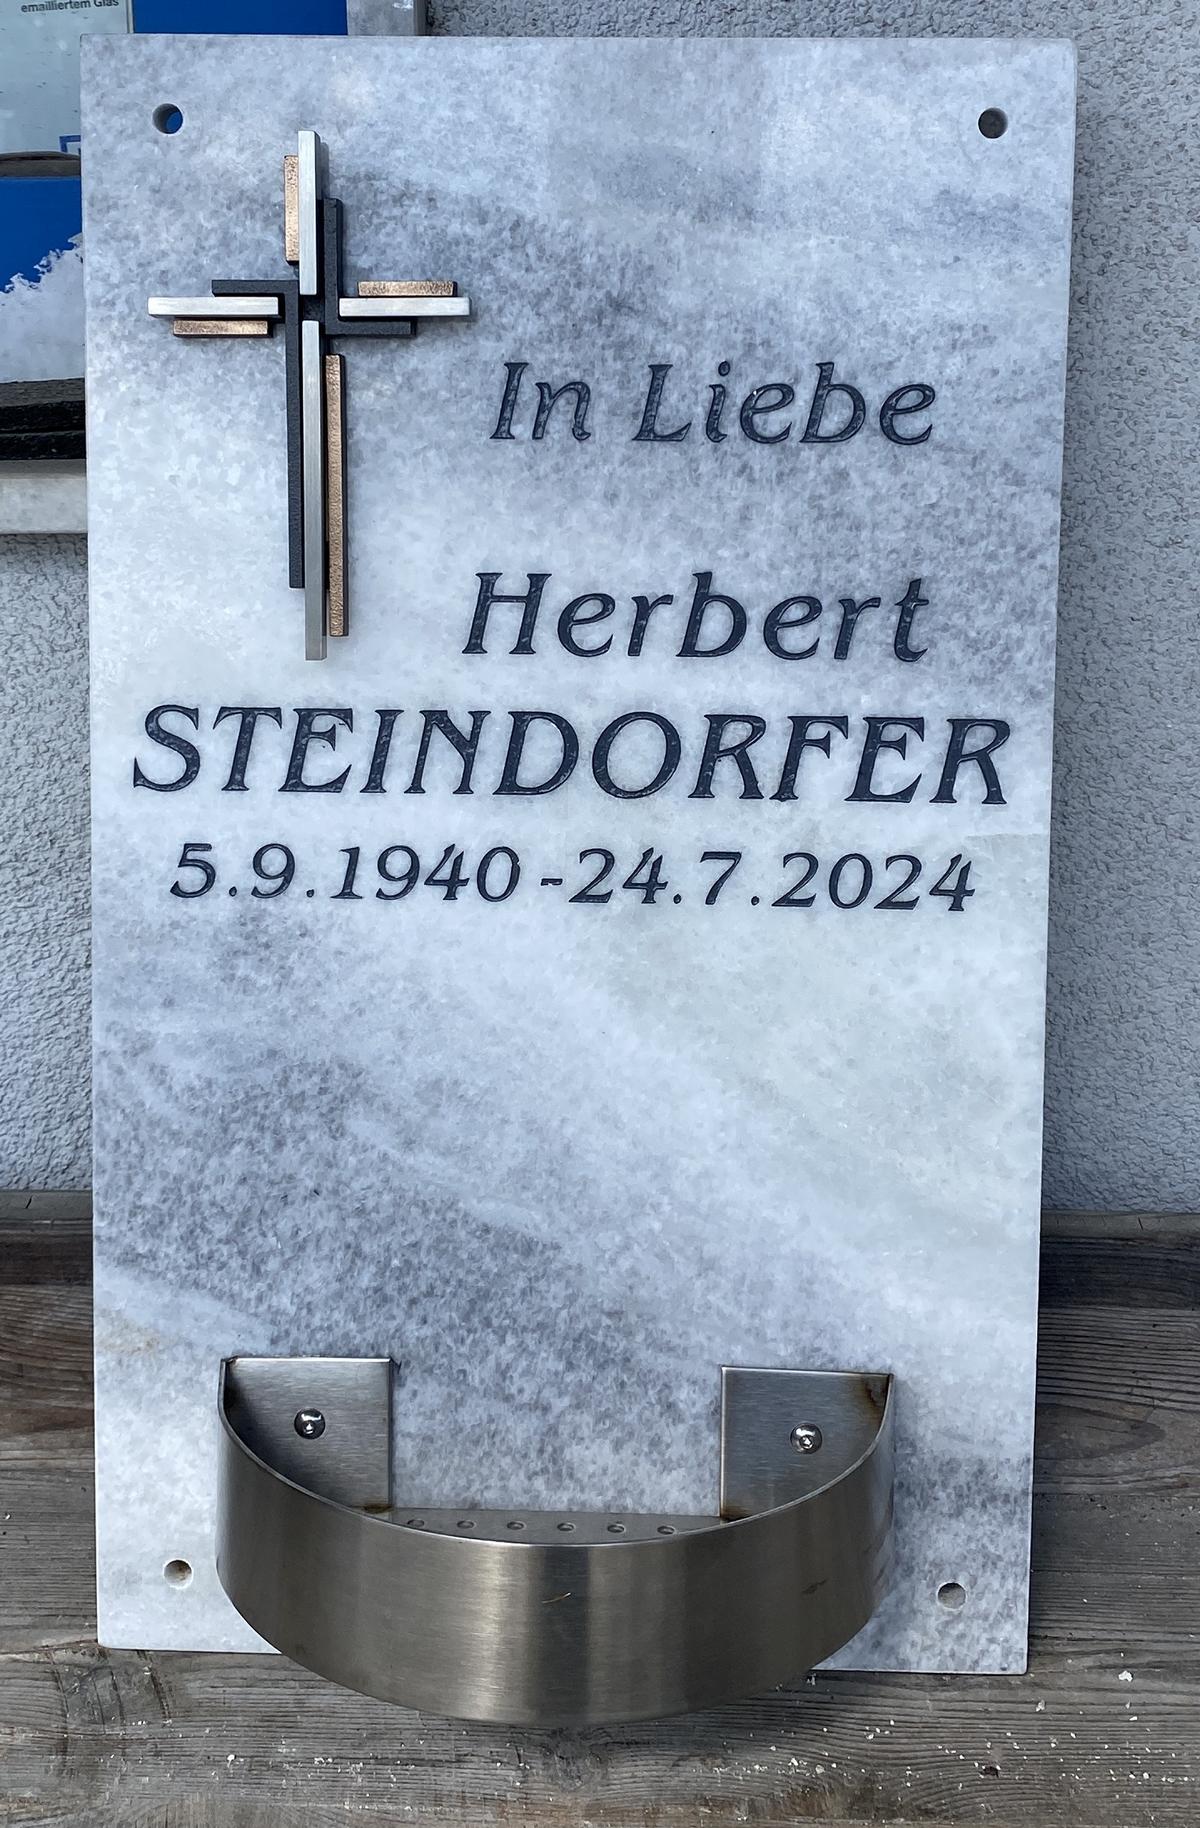 emailliertem Glas
In Liebe
Herbert
STEINDORFER
5.9.1940-24.7.2024